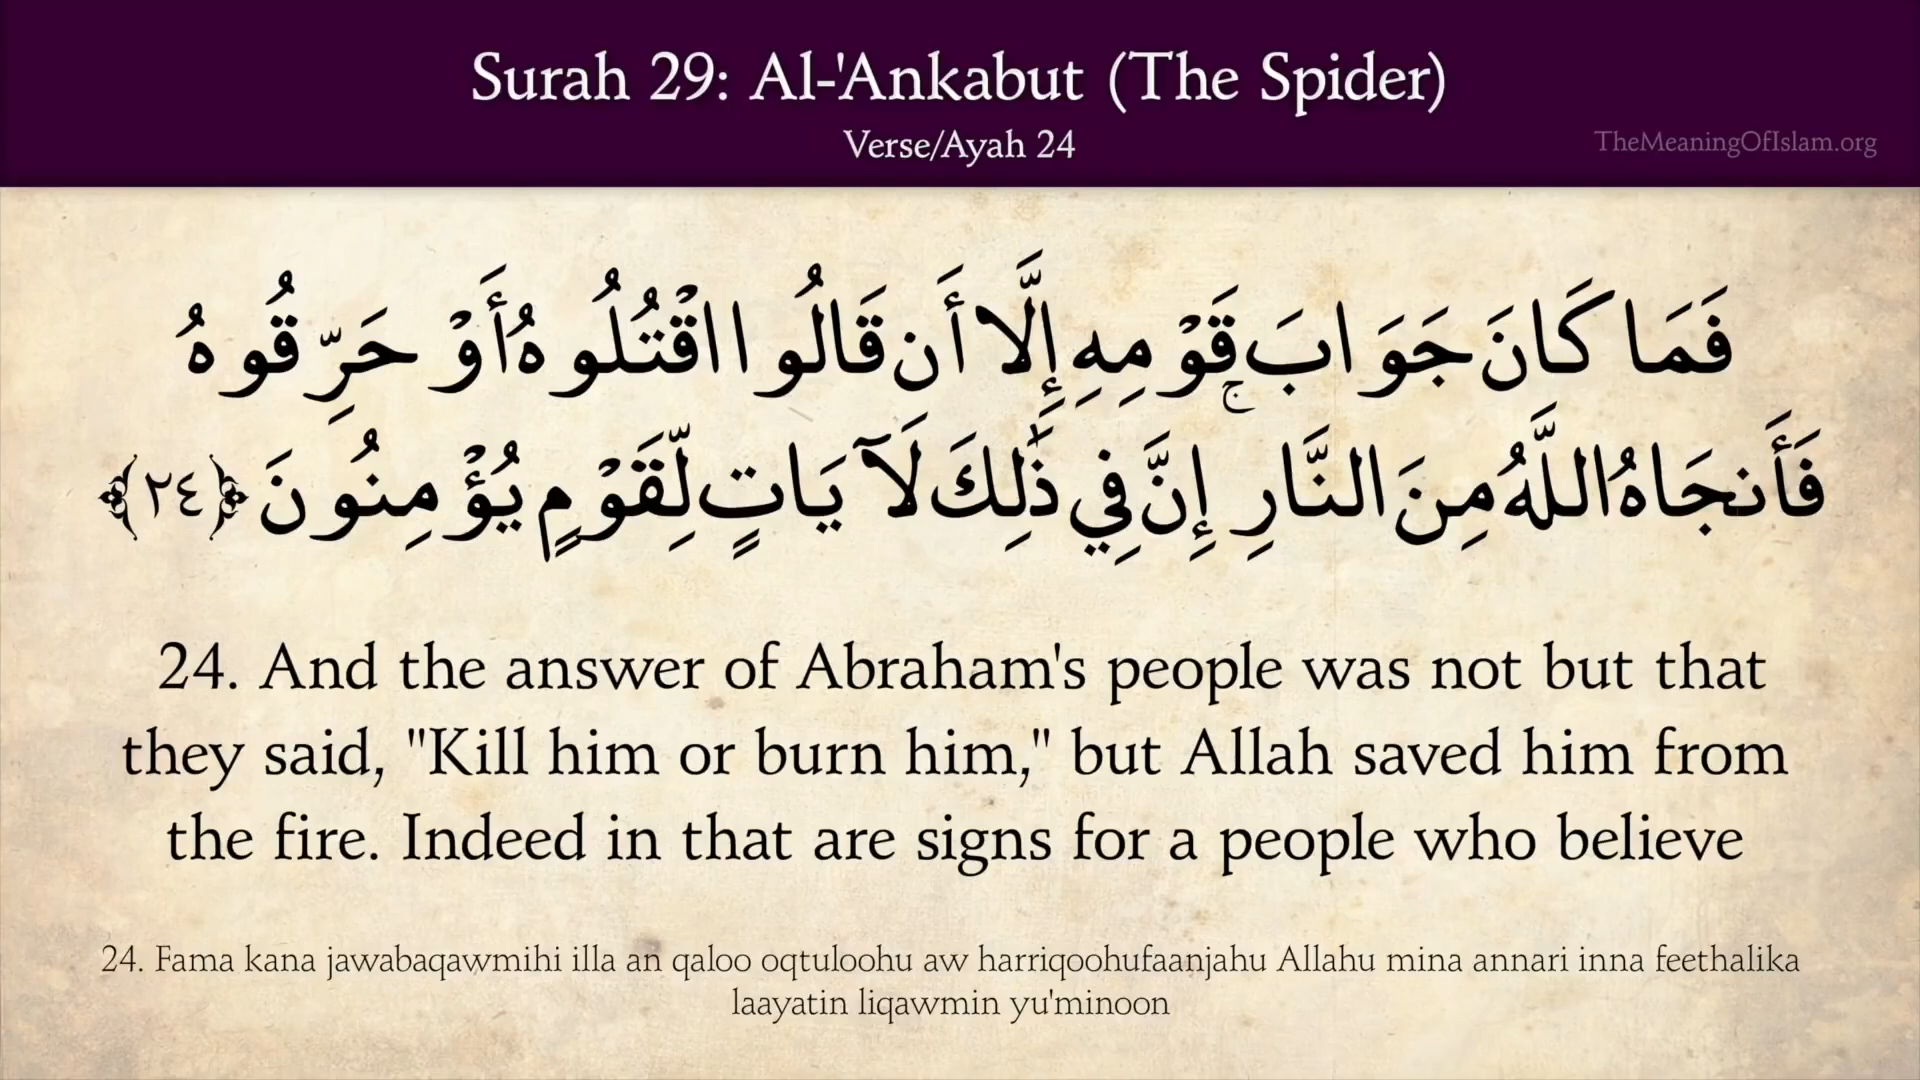 Surah 29: Al-'Ankabut (The Spider)
Verse/Ayah 24
TheMeaningOfIslam.org
فَمَا كَانَ جَوَابَ قَوْمِهِ إِلَّا أَن قَالُوا اقْتُلُوهُ أَوْ حَرِّقُوهُ
فَأَنجَاهُ اللَّهُ مِنَ النَّارِ ۚ إِنَّ فِي ذَٰلِكَ لَآيَاتٍ لِّقَوْمٍ يُؤْمِنُونَ ﴿٢٤﴾
24. And the answer of Abraham's people was not but that
they said, "Kill him or burn him," but Allah saved him from
the fire. Indeed in that are signs for a people who believe
24. Fama kana jawabaqawmihi illa an qaloo oqtuloohu aw harriqoohufaanjahu Allahu mina annari inna feethalika
laayatin liqawmin yu'minoon